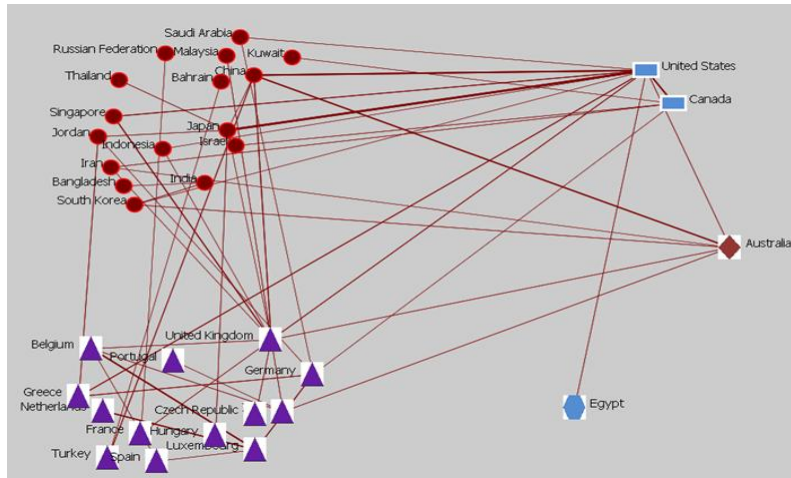 Saudi Arabia
Russian Federation
Malaysia
Kuwait
China
United States
Thailand
Bahrain
Canada
Singapore
Japan
Jordan
Indonesia
Israel
Iran
Bangladesh
India
South Korea
Australia
United Kingdom
Belgium
Portugal
Germany
Greece
Netherlands
Czech Republic
Egypt
France
Hungary
Luxembourg
Turkey
Spain